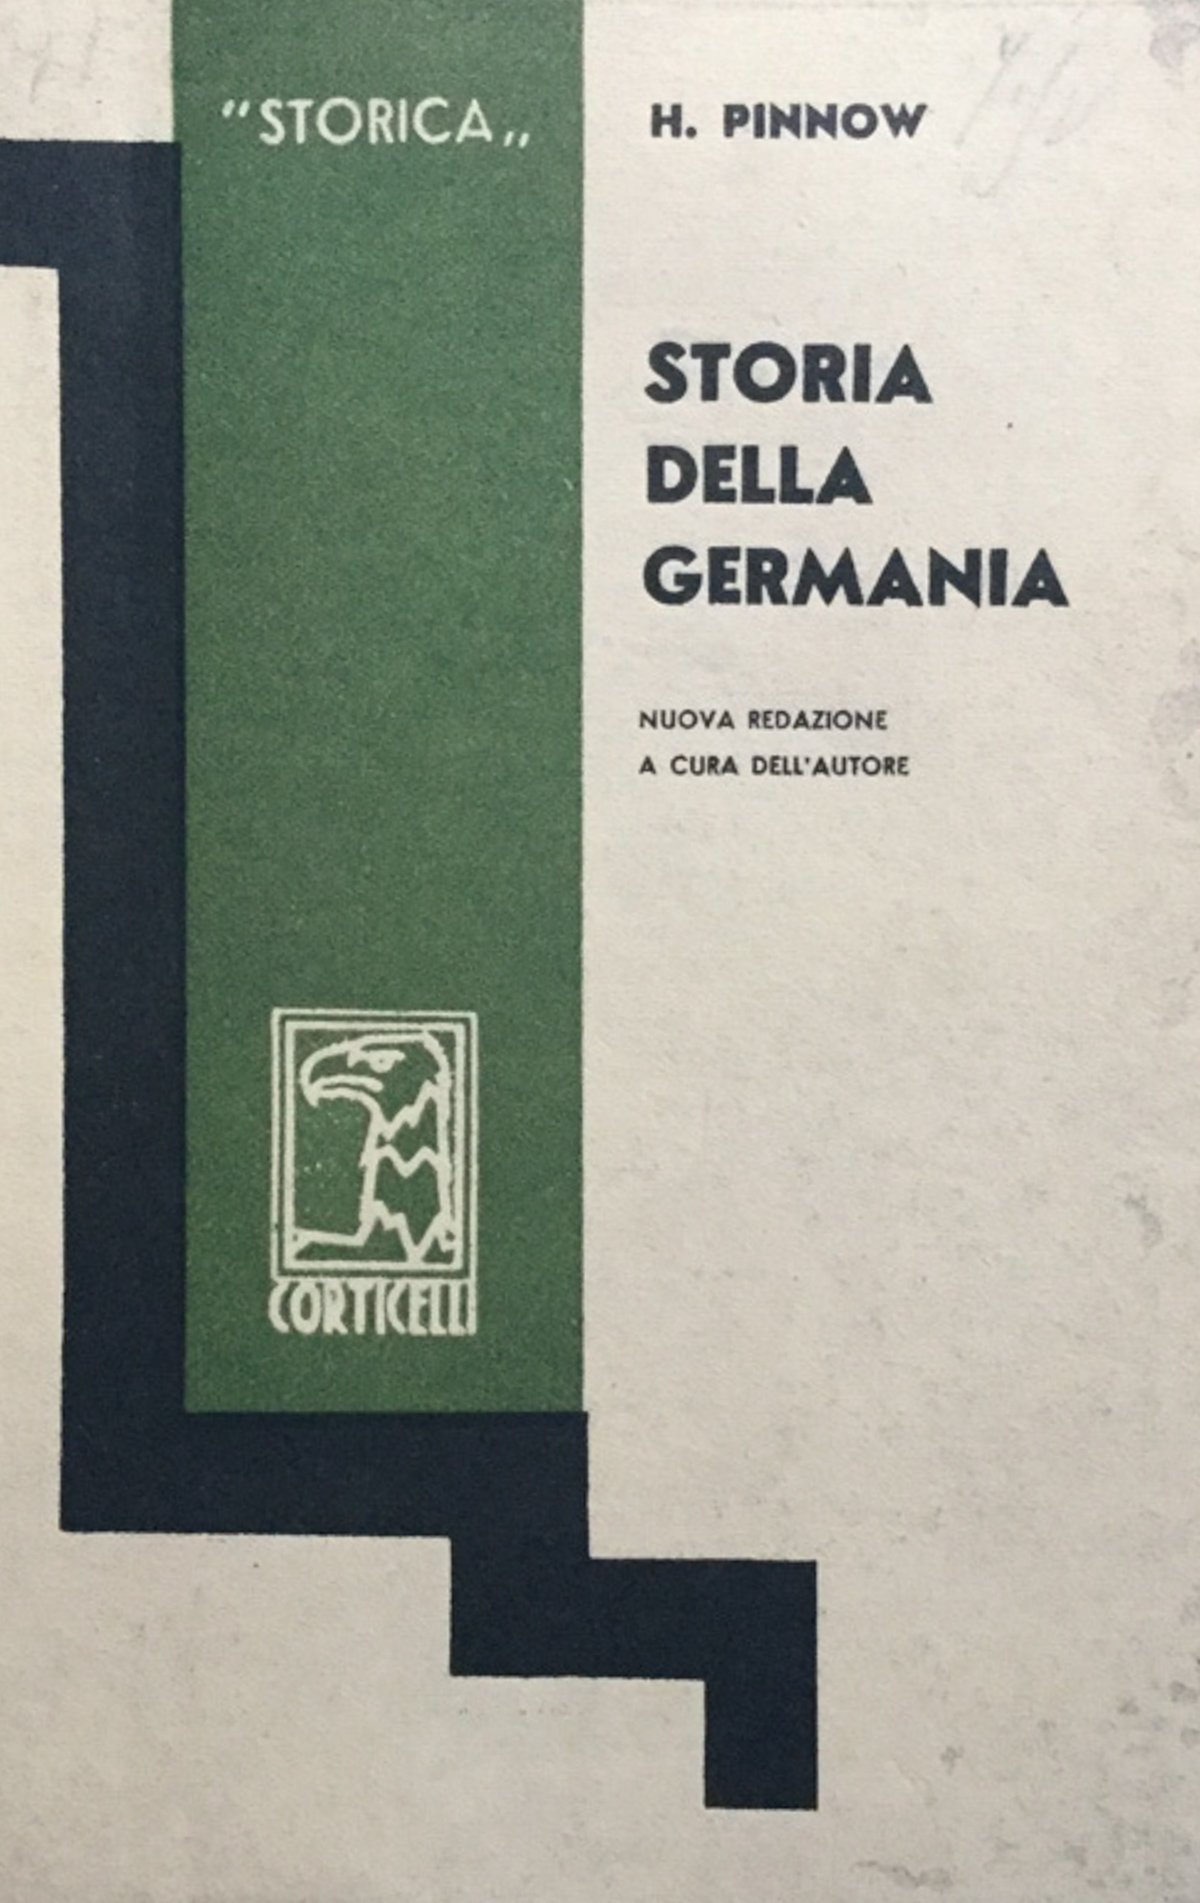 “STORICA„
H. PINNOW
STORIA
DELLA
GERMANIA
NUOVA REDAZIONE
A CURA DELL'AUTORE
CORTICELLI